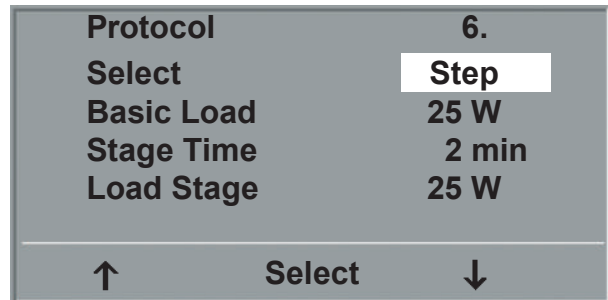 Protocol 6.
Select Step
Basic Load 25 W
Stage Time 2 min
Load Stage 25 W
↑ Select ↓